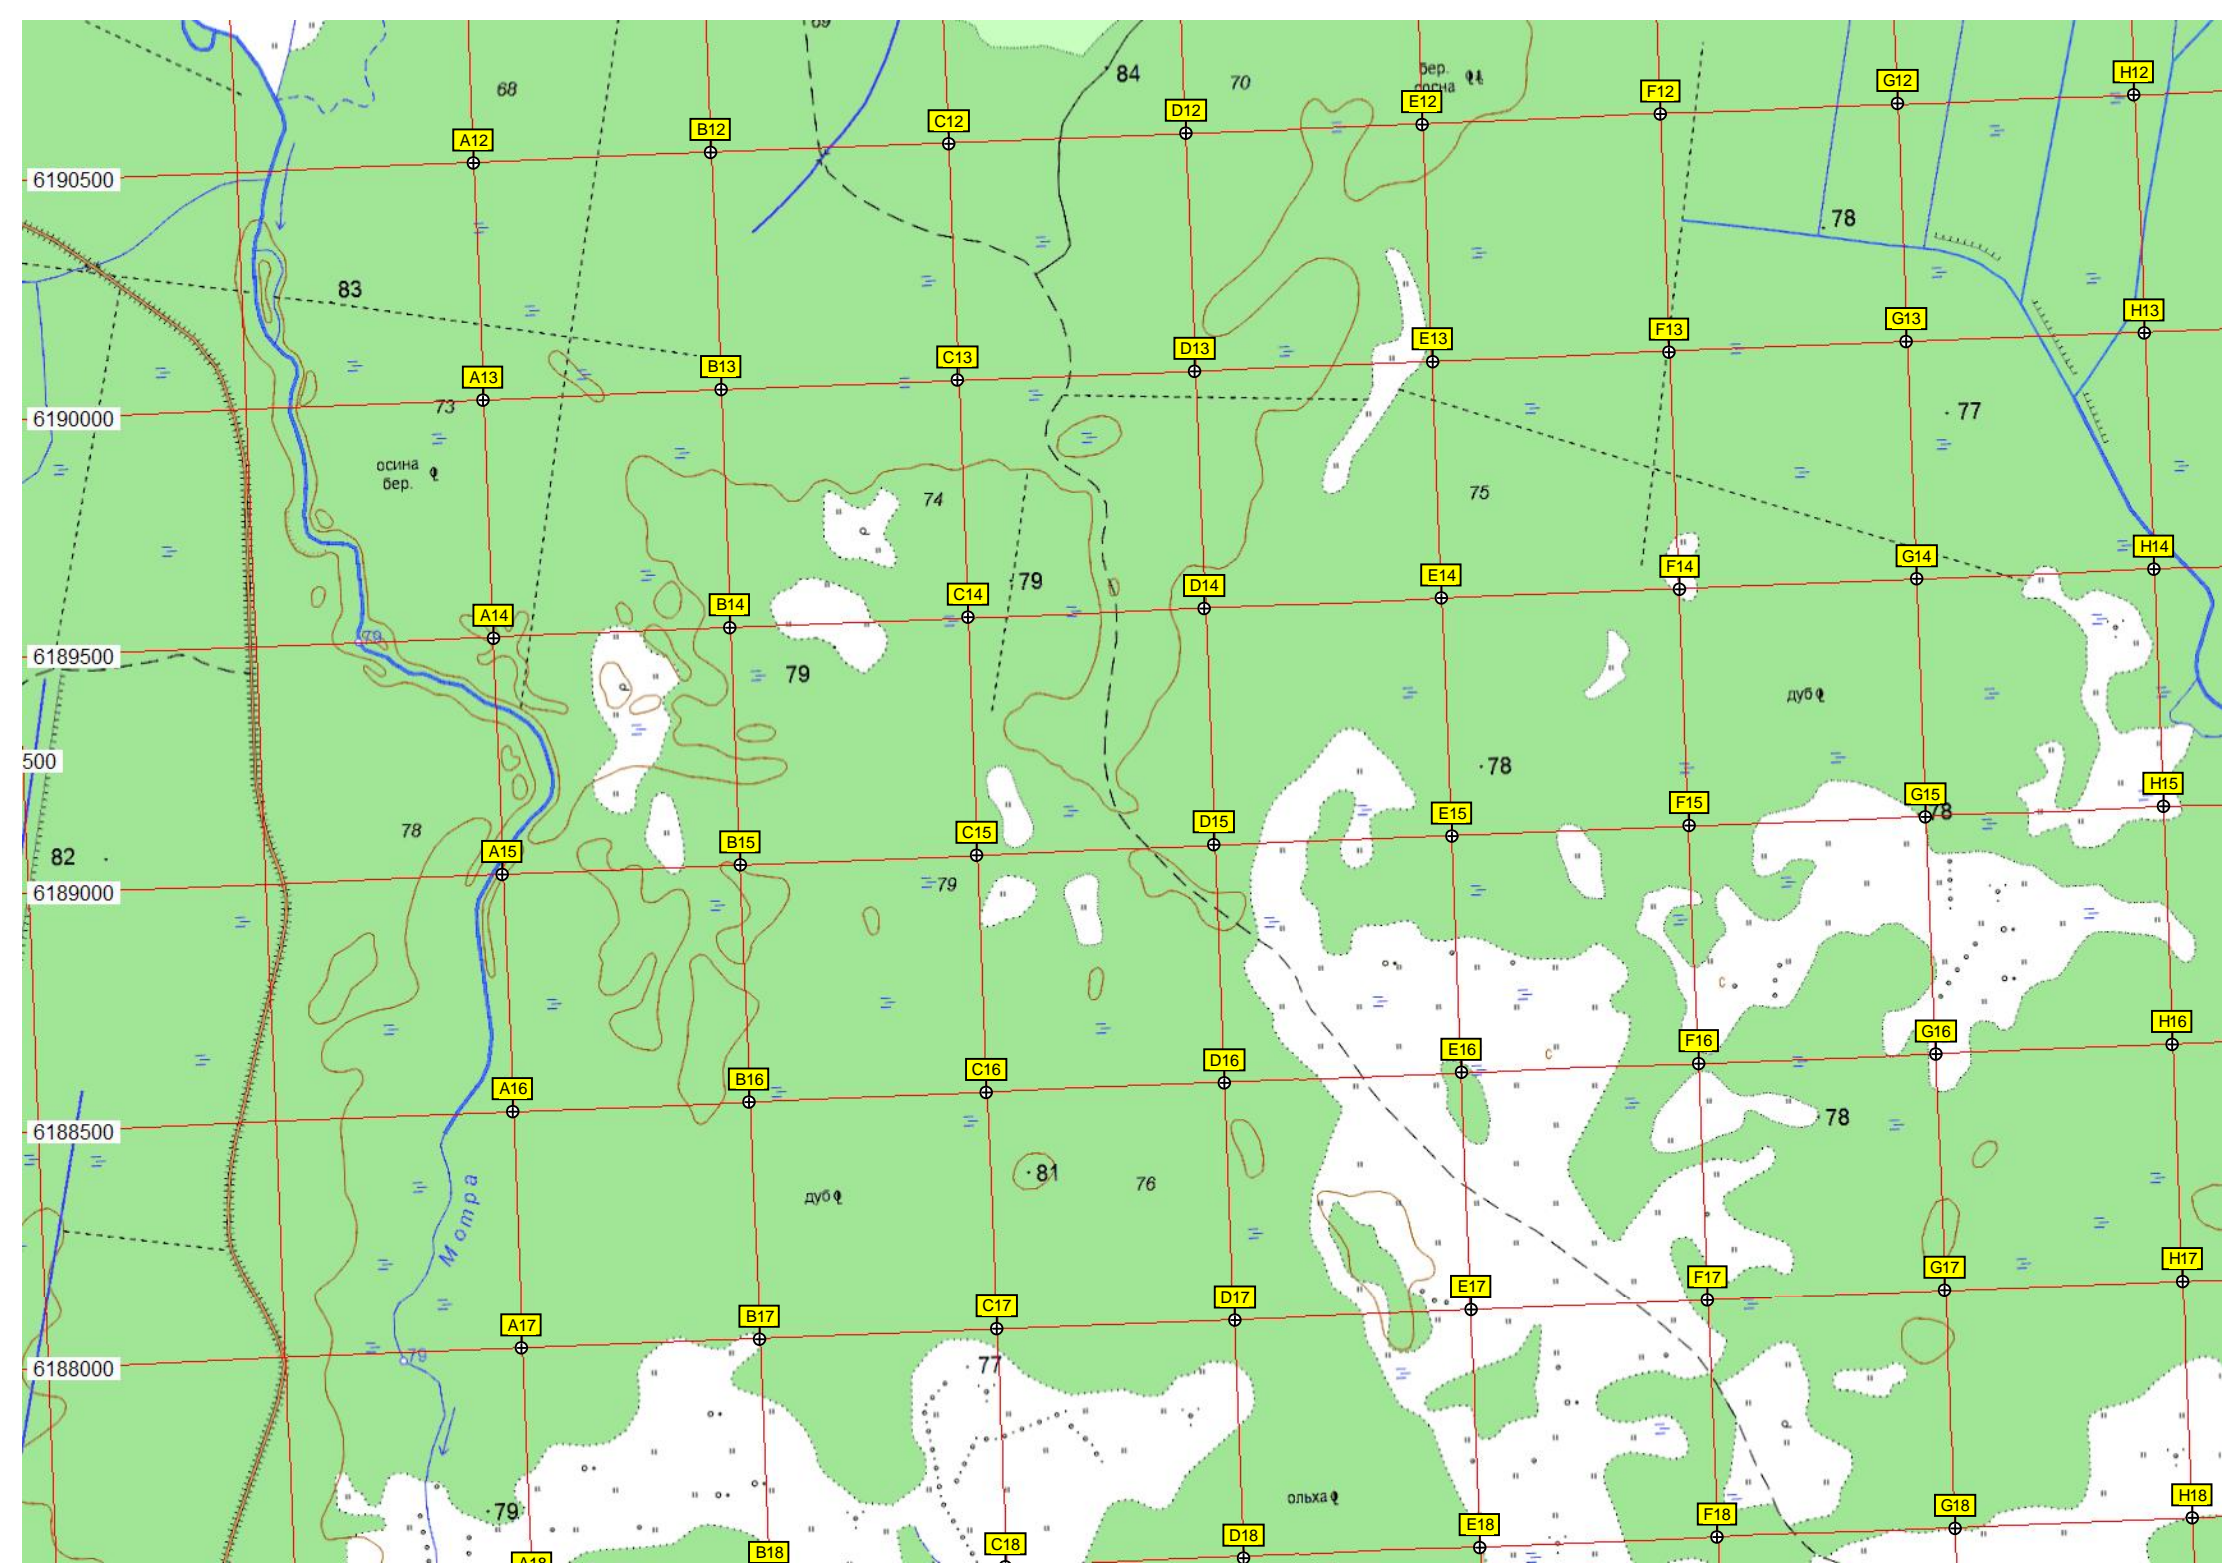 69
84
70
бер.
сосна
68
H12
G12
F12
E12
D12
C12
B12
A12
6190500
78
83
H13
G13
F13
E13
D13
C13
B13
A13
73
77
6190000
осина
бер.
74
75
H14
G14
F14
E14
D14
C14
B14
A14
79
79
6189500
79
дуб
500
78
H15
G15
78
F15
E15
D15
C15
B15
A15
78
82
79
6189000
H16
G16
F16
E16
D16
C16
B16
A16
с
с
78
6188500
81
76
дуб
Мотра
H17
G17
F17
E17
D17
C17
B17
A17
79
77
6188000
79
ольха
H18
G18
F18
E18
D18
C18
B18
A18